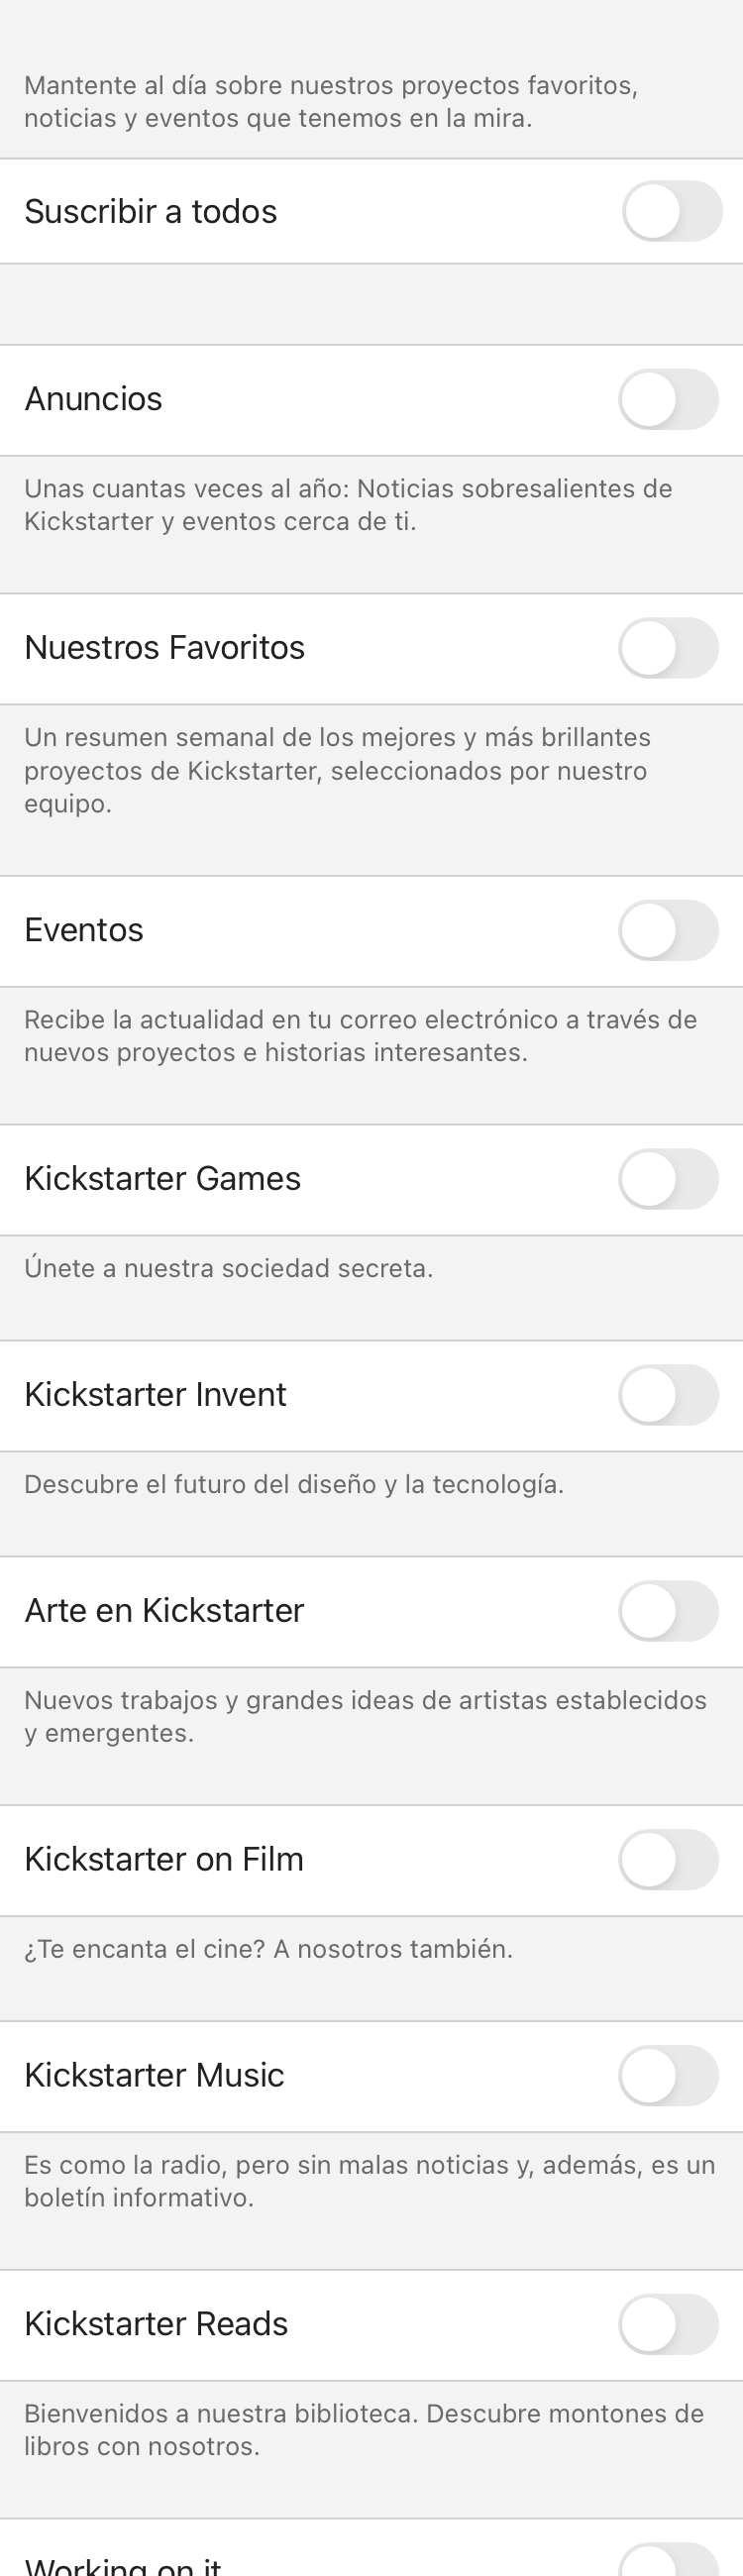 Mantente al día sobre nuestros proyectos favoritos,
noticias y eventos que tenemos en la mira.
Suscribir a todos
Anuncios
Unas cuantas veces al año: Noticias sobresalientes de
Kickstarter y eventos cerca de ti.
Nuestros Favoritos
Un resumen semanal de los mejores y más brillantes
proyectos de Kickstarter, seleccionados por nuestro
equipo.
Eventos
Recibe la actualidad en tu correo electrónico a través de
nuevos proyectos e historias interesantes.
Kickstarter Games
Únete a nuestra sociedad secreta.
Kickstarter Invent
Descubre el futuro del diseño y la tecnología.
Arte en Kickstarter
Nuevos trabajos y grandes ideas de artistas establecidos
y emergentes.
Kickstarter on Film
¿Te encanta el cine? A nosotros también.
Kickstarter Music
Es como la radio, pero sin malas noticias y, además, es un
boletín informativo.
Kickstarter Reads
Bienvenidos a nuestra biblioteca. Descubre montones de
libros con nosotros.
Working on it